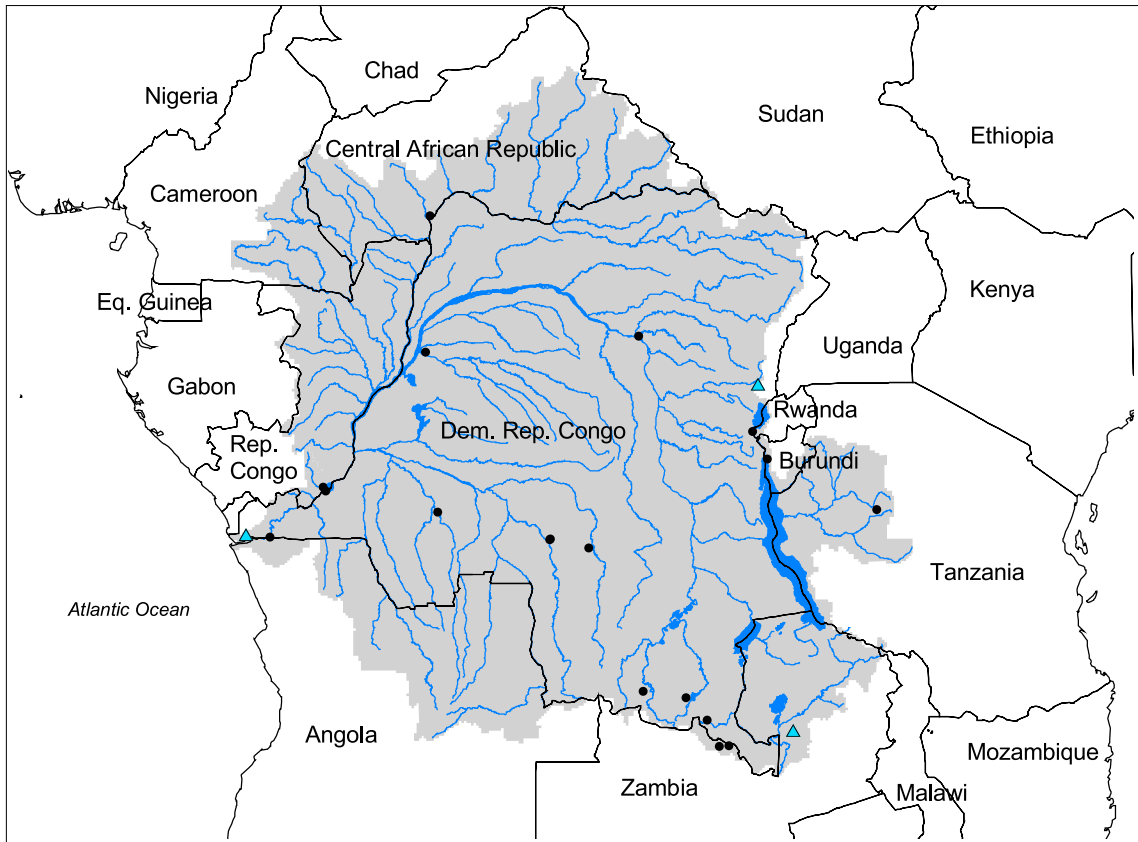 Chad
Nigeria
Sudan
Ethiopia
Central African Republic
Cameroon
Kenya
Eq. Guinea
Uganda
Gabon
Rwanda
Dem. Rep. Congo
Rep.
Congo
Burundi
Tanzania
Atlantic Ocean
Angola
Mozambique
Zambia
Malawi